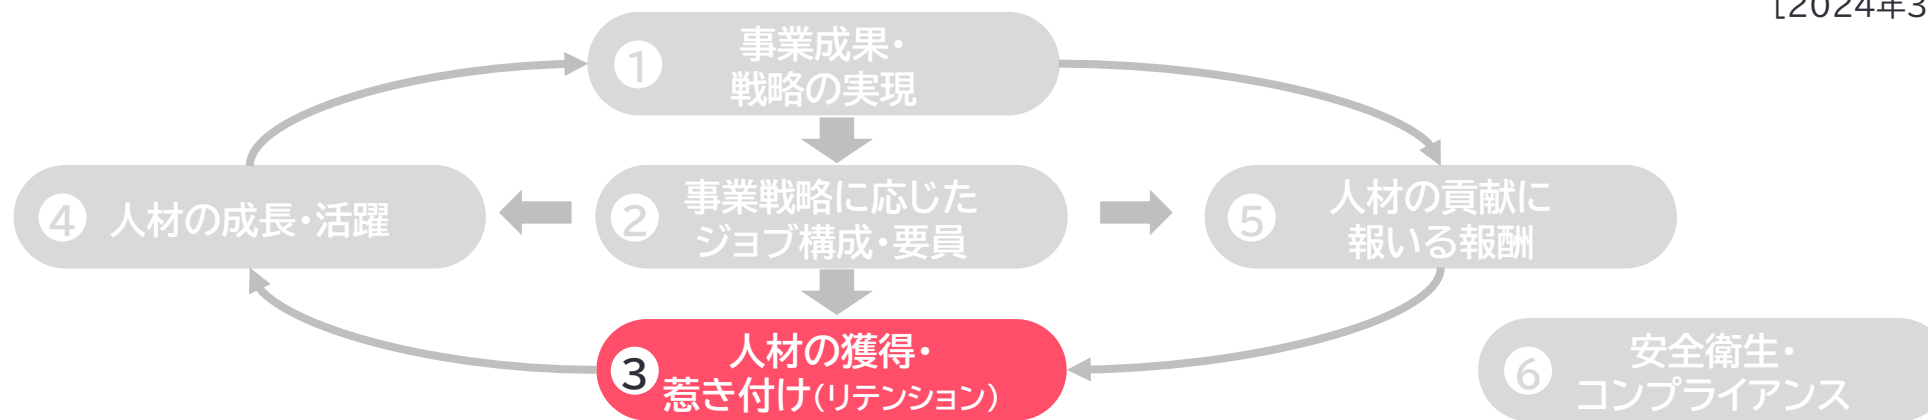 [2024年3
1
事業成果・
戦略の実現
4
人材の成長・活躍
2
事業戦略に応じた
ジョブ構成・要員
5
人材の貢献に
報いる報酬
3
人材の獲得・
惹き付け(リテンション)
6
安全衛生・
コンプライアンス